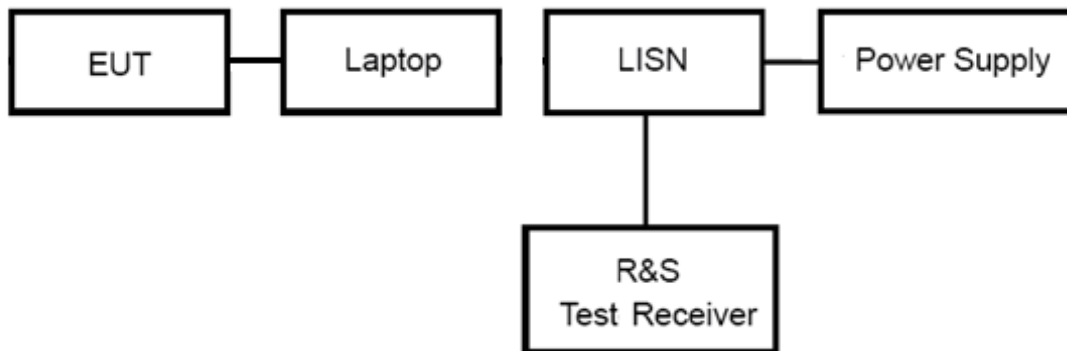 EUT
Laptop
LISN
Power Supply
R&S
Test Receiver